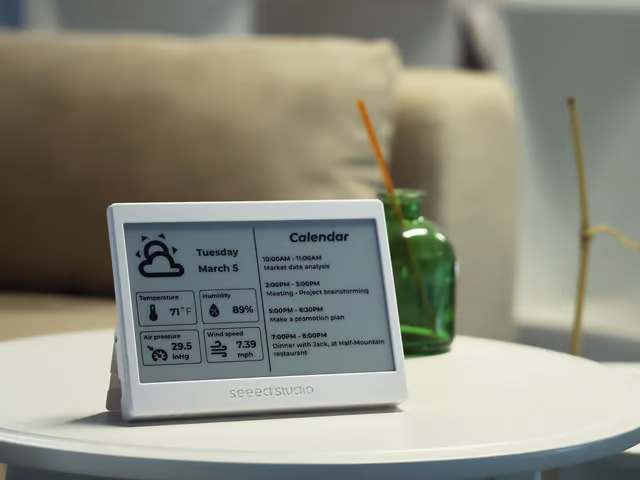 Tuesday
March 5
Temperature
71°F
Humidity
89%
Air pressure
29.5
inHg
Wind speed
7.39
mph
Calendar
10:00AM - 11:00AM
Market data analysis
2:00PM - 3:00PM
Meeting - Project brainstorming
5:00PM - 6:30PM
Make a promotion plan
7:00PM - 8:00PM
Dinner with Jack, at Half-Mountain
restaurant
seeed studio